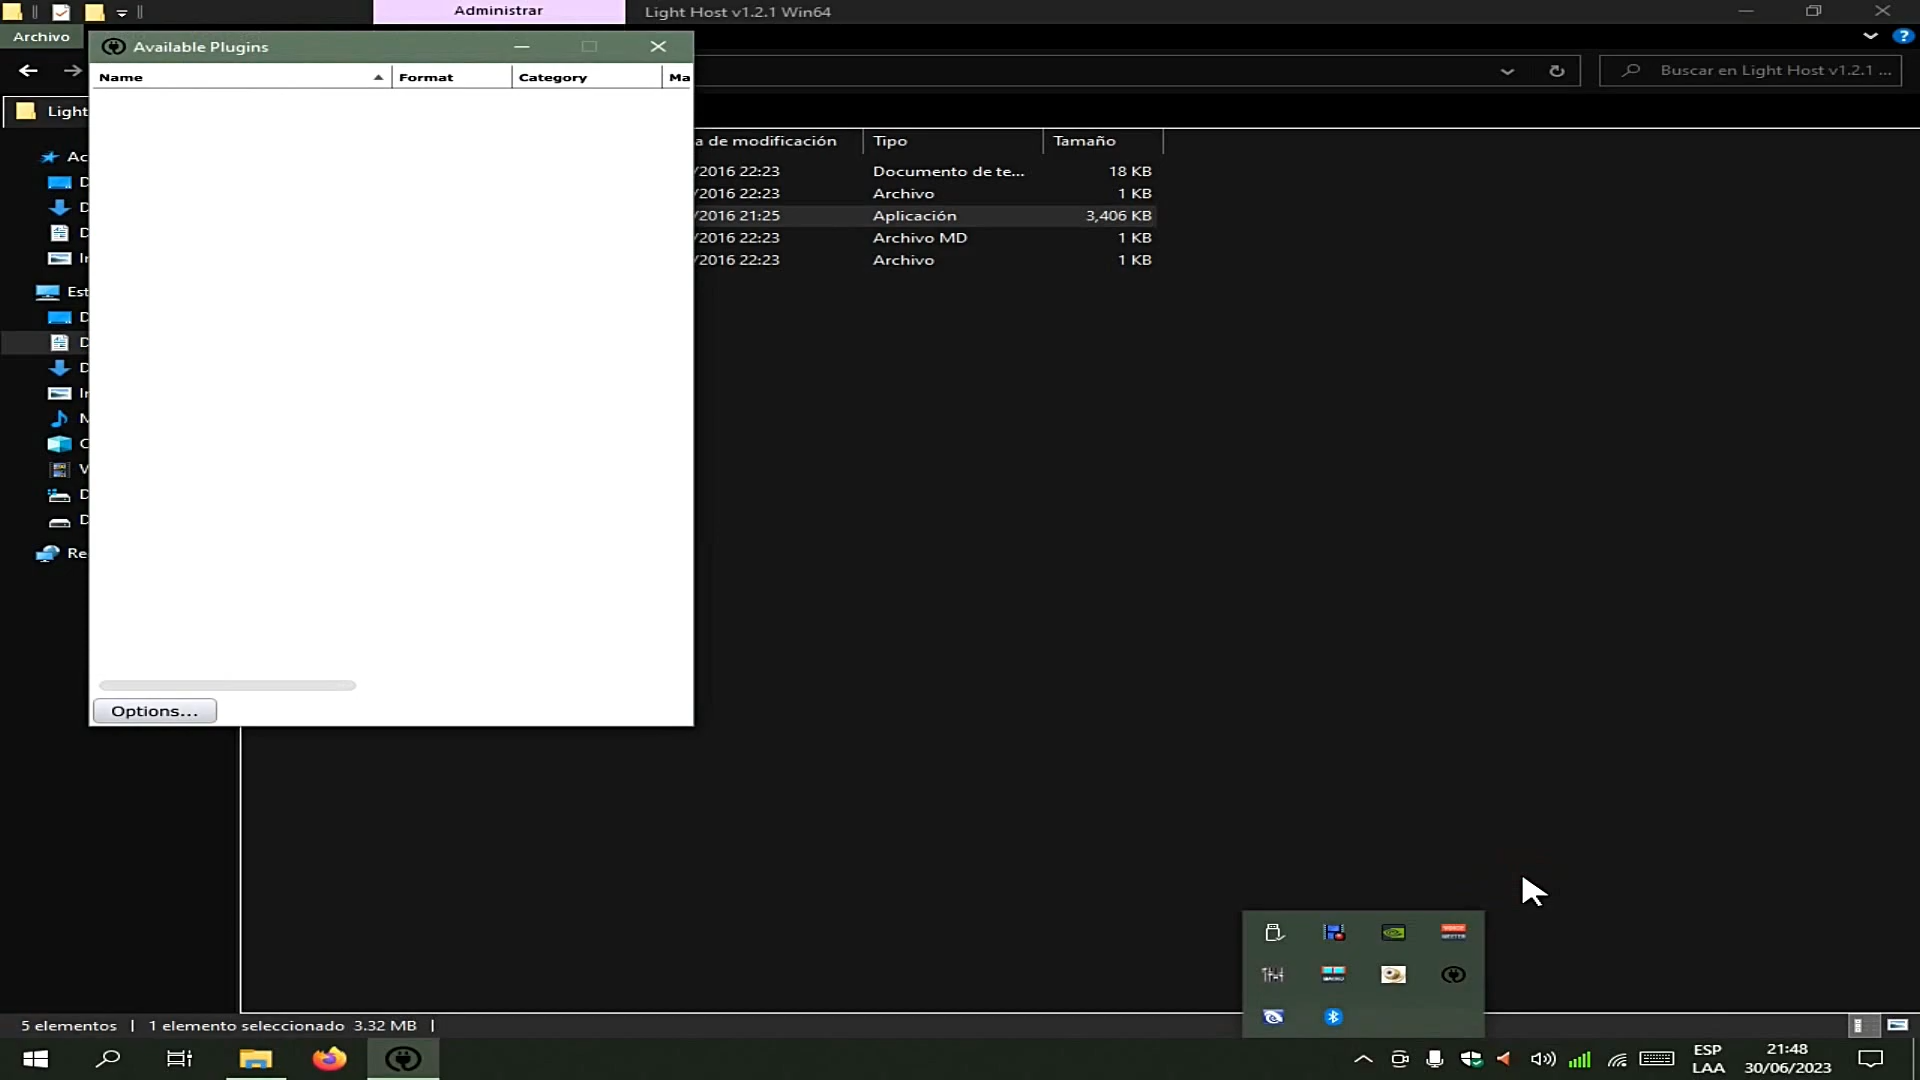 Administrar
Light Host v1.2.1 Win64
Archivo
Available Plugins
Buscar en Light Host v1.2.1 ...
Name
Format
Category
Ma
Light
a de modificación
Tipo
Tamaño
/2016 22:23
Documento de te...
18 KB
/2016 22:23
Archivo
1 KB
/2016 21:25
Aplicación
3,406 KB
/2016 22:23
Archivo MD
1 KB
/2016 22:23
Archivo
1 KB
Ac
D
D
D
Ir
Est
D
D
D
Ir
M
C
V
D
D
Re
Options...
5 elementos
1 elemento seleccionado 3.32 MB
ESP
LAA
21:48
30/06/2023